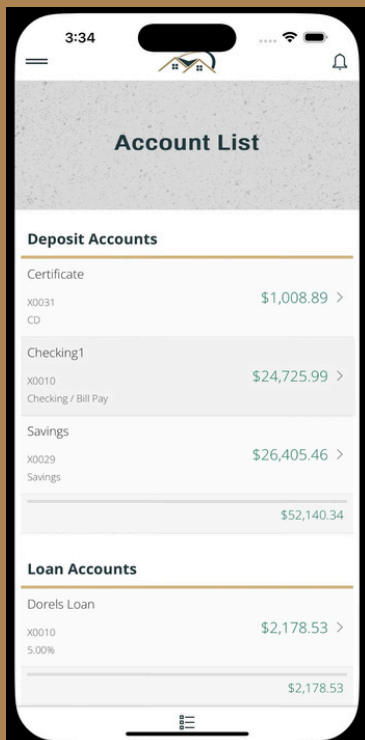 3:34
Account List
Deposit Accounts
Certificate
X0031
$1,008.89
CD
Checking1
X0010
$24,725.99
Checking / Bill Pay
Savings
X0029
$26,405.46
Savings
$52,140.34
Loan Accounts
Dorels Loan
X0010
$2,178.53
5.00%
$2,178.53